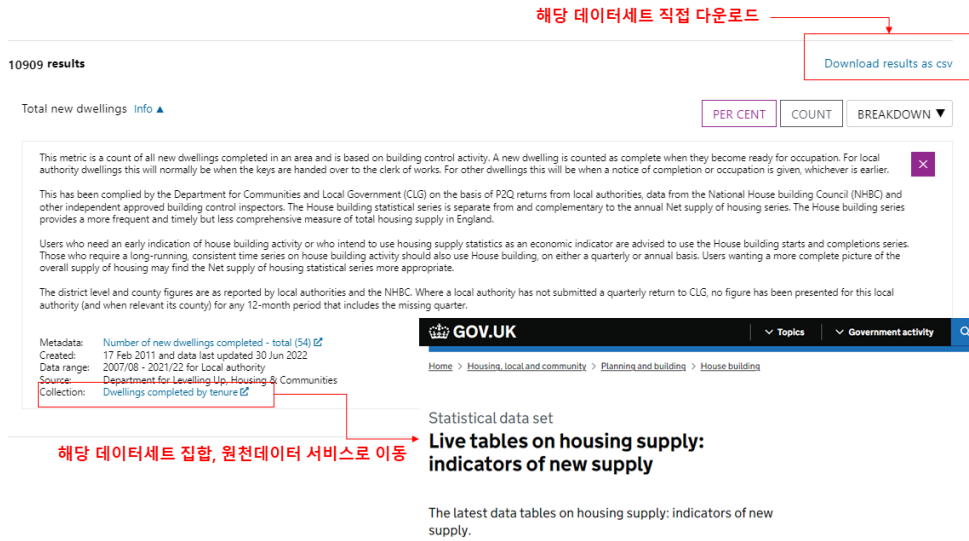 해당 데이터세트 직접 다운로드
10909 results
Download results as csv
Total new dwellings Info ▲
PER CENT
COUNT
BREAKDOWN ▼
This metric is a count of all new dwellings completed in an area and is based on building control activity. A new dwelling is counted as complete when they become ready for occupation. For local
authority dwellings this will normally be when the keys are handed over to the clerk of works. For other dwellings this will be when a notice of completion or occupation is given, whichever is earlier.
This has been complied by the Department for Communities and Local Government (CLG) on the basis of P2Q returns from local authorities, data from the National House building Council (NHBC) and
other independent approved building control inspectors. The House building statistical series is separate from and complementary to the annual Net supply of housing series. The House building series
provides a more frequent and timely but less comprehensive measure of total housing supply in England.
Users who need an early indication of house building activity or who intend to use housing supply statistics as an economic indicator are advised to use the House building starts and completions series.
Those who require a long-running, consistent time series on house building activity should also use House building, on either a quarterly or annual basis. Users wanting a more complete picture of the
overall supply of housing may find the Net supply of housing statistical series more appropriate.
The district level and county figures are as reported by local authorities and the NHBC. Where a local authority has not submitted a quarterly return to CLG, no figure has been presented for this local
authority (and when relevant its county) for any 12-month period that includes the missing quarter.
Metadata: Number of new dwellings completed - total (54)
Created: 17 Feb 2011 and data last updated 30 Jun 2022
Data range: 2007/08 - 2021/22 for Local authority
Source: Department for Levelling Up, Housing & Communities
Collection: Dwellings completed by tenure
해당 데이터세트 집합, 원천데이터 서비스로 이동
GOV.UK
Topics
Government activity
Home > Housing, local and community > Planning and building > House building
Statistical data set
Live tables on housing supply:
indicators of new supply
The latest data tables on housing supply: indicators of new
supply.